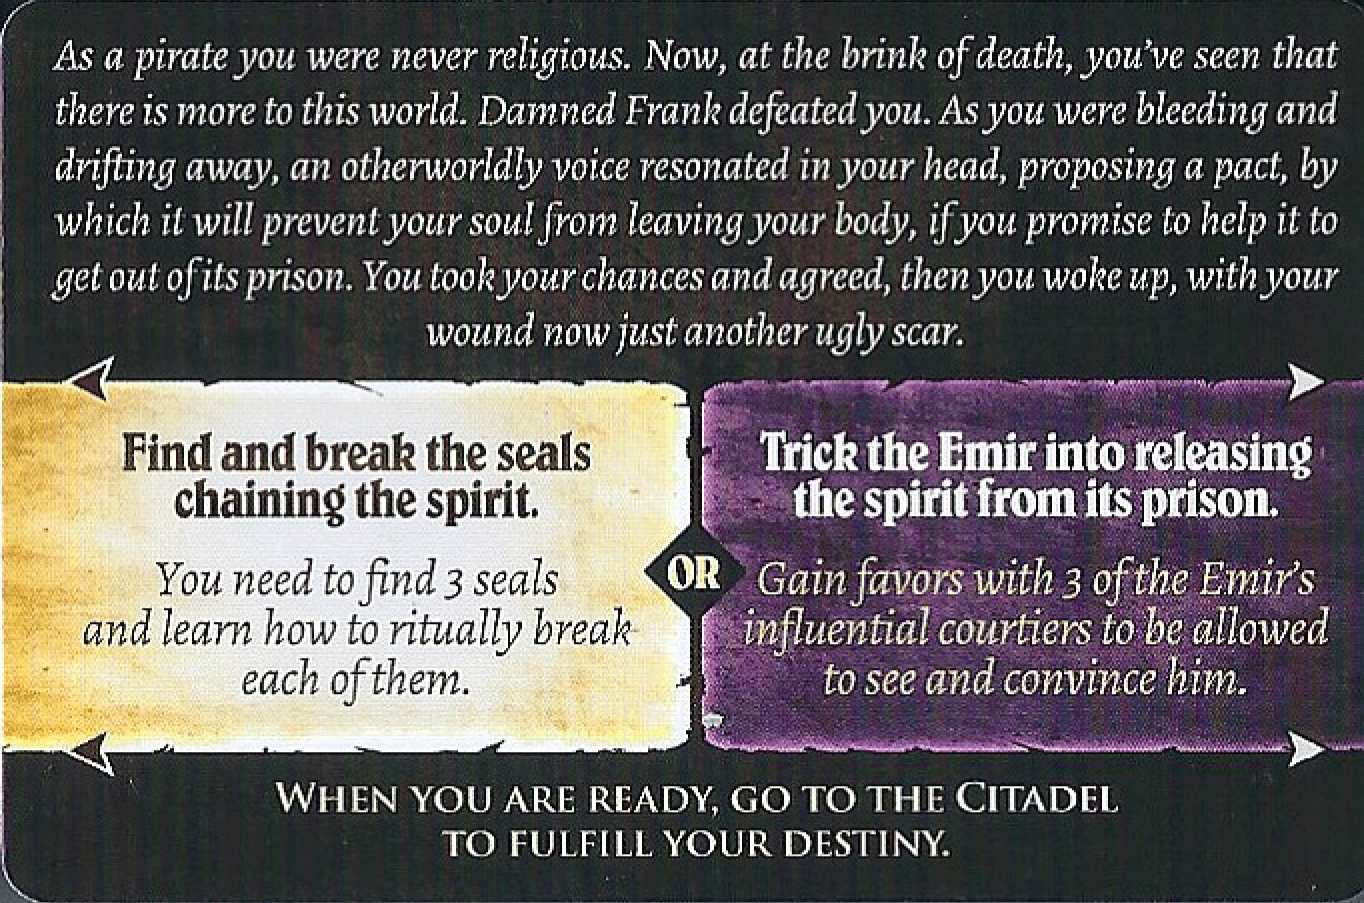 As a pirate you were never religious. Now, at the brink of death, you've seen that
there is more to this world. Damned Frank defeated you. As you were bleeding and
drifting away, an otherworldly voice resonated in your head, proposing a pact, by
which it will prevent your soul from leaving your body, if you promise to help it to
get out of its prison. You took your chances and agreed, then you woke up, with your
wound now just another ugly scar.
Find and break the seals
chaining the spirit.
You need to find 3 seals
and learn how to ritually break
each of them.
OR
Trick the Emir into releasing
the spirit from its prison.
Gain favors with 3 of the Emir's
influential courtiers to be allowed
to see and convince him.
WHEN YOU ARE READY, GO TO THE CITADEL
TO FULFILL YOUR DESTINY.